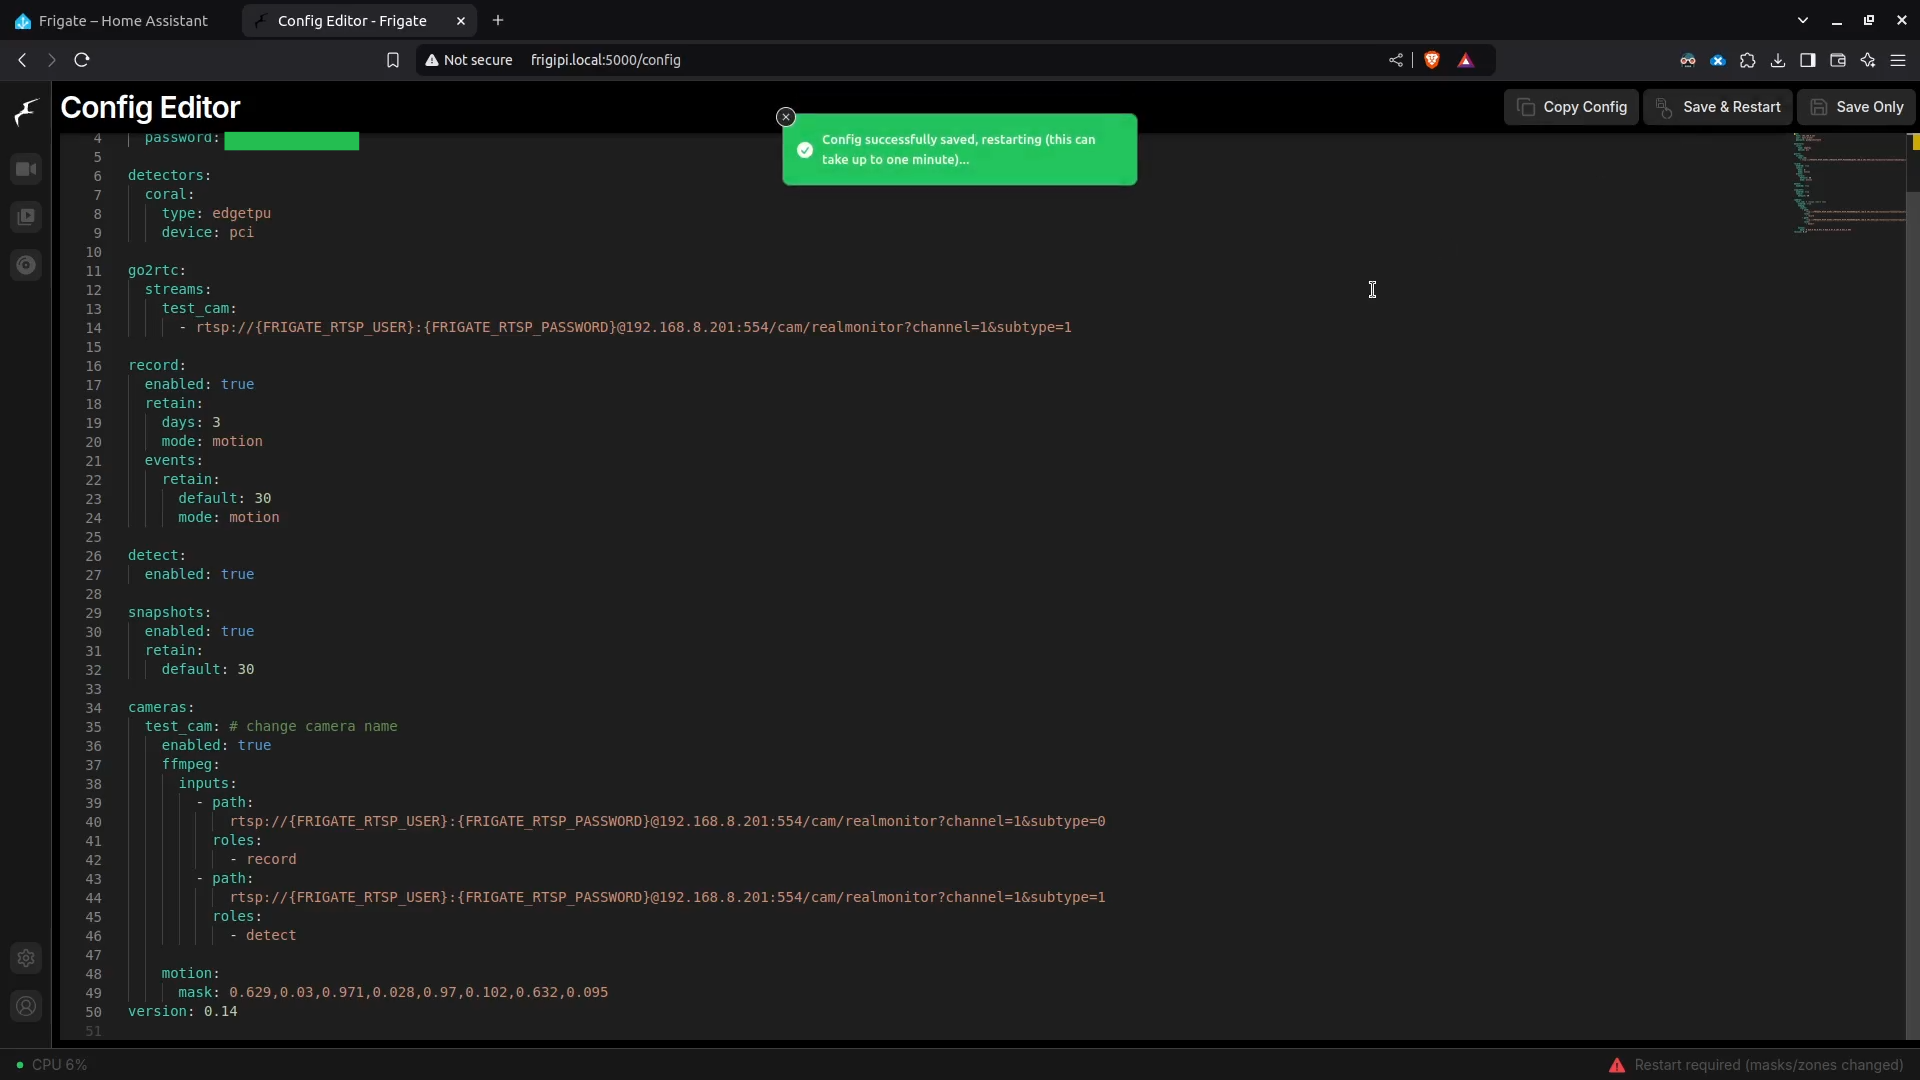 Frigate – Home Assistant
Config Editor - Frigate
Not secure
frigipi.local:5000/config
Config Editor
Copy Config
Save & Restart
Save Only
Config successfully saved, restarting (this can
take up to one minute)...
4 password:
5
6 detectors:
7 coral:
8 type: edgetpu
9 device: pci
10
11 go2rtc:
12 streams:
13 test_cam:
14 - rtsp://{FRIGATE_RTSP_USER}:{FRIGATE_RTSP_PASSWORD}@192.168.8.201:554/cam/realmonitor?channel=1&subtype=1
15
16 record:
17 enabled: true
18 retain:
19 days: 3
20 mode: motion
21 events:
22 retain:
23 default: 30
24 mode: motion
25
26 detect:
27 enabled: true
28
29 snapshots:
30 enabled: true
31 retain:
32 default: 30
33
34 cameras:
35 test_cam: # change camera name
36 enabled: true
37 ffmpeg:
38 inputs:
39 - path:
40 rtsp://{FRIGATE_RTSP_USER}:{FRIGATE_RTSP_PASSWORD}@192.168.8.201:554/cam/realmonitor?channel=1&subtype=0
41 roles:
42 - record
43 - path:
44 rtsp://{FRIGATE_RTSP_USER}:{FRIGATE_RTSP_PASSWORD}@192.168.8.201:554/cam/realmonitor?channel=1&subtype=1
45 roles:
46 - detect
47
48 motion:
49 mask: 0.629,0.03,0.971,0.028,0.97,0.102,0.632,0.095
50 version: 0.14
51
CPU 6%
Restart required (masks/zones changed)